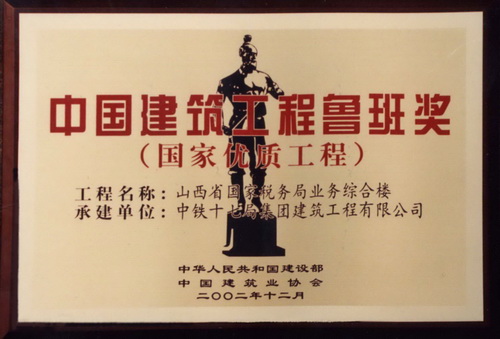 中国建筑工程鲁班奖
（国家优质工程）
工程名称：山西省国家税务局业务综合楼
承建单位：中铁十七局集团建筑工程有限公司
中华人民共和国建设部
中国建筑业协会
二〇〇二年十二月